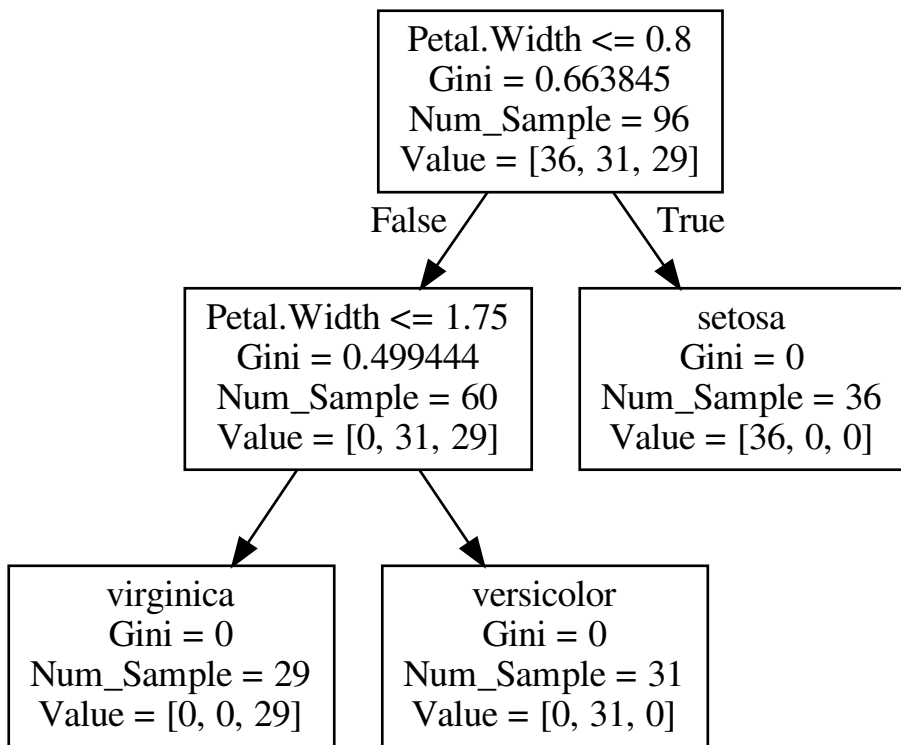 Petal.Width <= 0.8
Gini = 0.663845
Num_Sample = 96
Value = [36, 31, 29]
False
True
Petal.Width <= 1.75
Gini = 0.499444
Num_Sample = 60
Value = [0, 31, 29]
setosa
Gini = 0
Num_Sample = 36
Value = [36, 0, 0]
virginica
Gini = 0
Num_Sample = 29
Value = [0, 0, 29]
versicolor
Gini = 0
Num_Sample = 31
Value = [0, 31, 0]